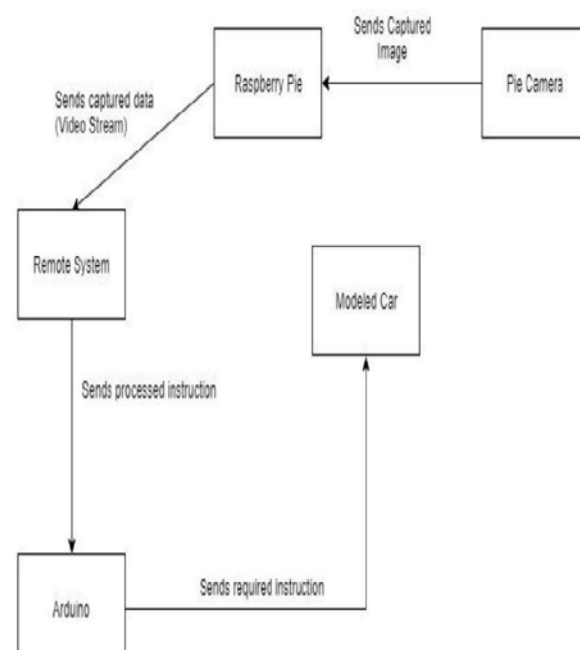 Sends Captured
Image
Raspberry Pie
Pie Camera
Sends captured data
(Video Stream)
Remote System
Modeled Car
Sends processed instruction
Sends required instruction
Arduino